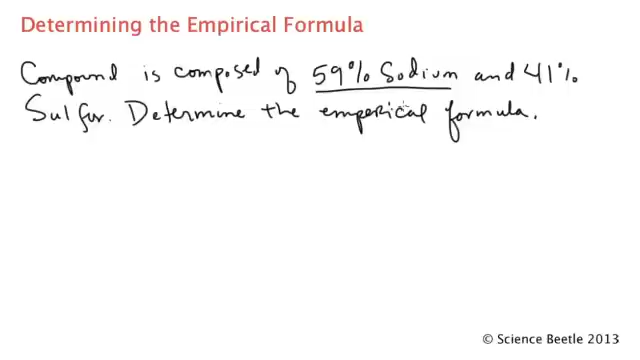 Determining the Empirical Formula
Compound is composed of 59% Sodium and 41%
Sulfur. Determine the emperical formula.
© Science Beetle 2013